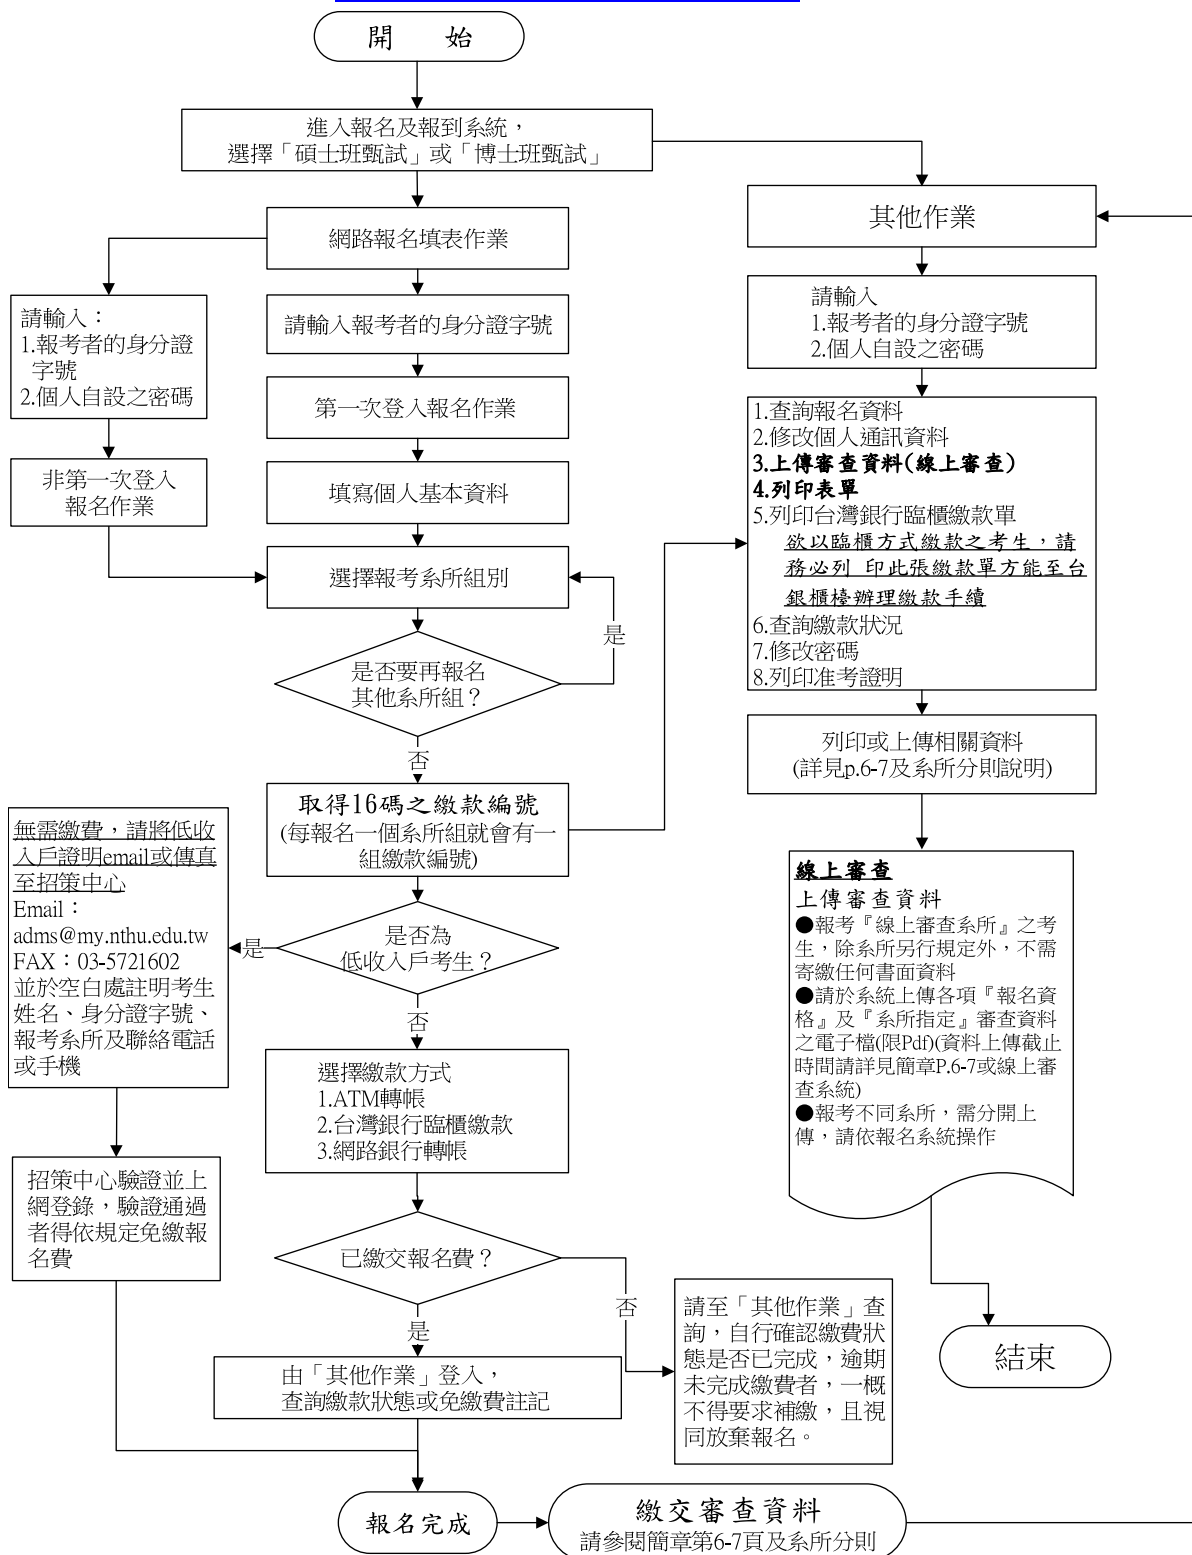 開 始
進入報名及報到系統，
選擇「碩士班甄試」或「博士班甄試」
網路報名填表作業
請輸入：
1.報考者的身分證
字號
2.個人自設之密碼
非第一次登入
報名作業
請輸入報考者的身分證字號
第一次登入報名作業
填寫個人基本資料
選擇報考系所組別
是
是否要再報名
其他系所組？
否
取得16碼之繳款編號
(每報名一個系所組就會有一
組繳款編號)
是否為
低收入戶考生？
是
無需繳費，請將低收
入戶證明email或傳真
至招策中心
Email：
adms@my.nthu.edu.tw
FAX：03-5721602
並於空白處註明考生
姓名、身分證字號、
報考系所及聯絡電話
或手機
招策中心驗證並上
網登錄，驗證通過
者得依規定免繳報
名費
否
選擇繳款方式
1.ATM轉帳
2.台灣銀行臨櫃繳款
3.網路銀行轉帳
已繳交報名費？
否
請至「其他作業」查
詢，自行確認繳費狀
態是否已完成，逾期
未完成繳費者，一概
不得要求補繳，且視
同放棄報名。
是
由「其他作業」登入，
查詢繳款狀態或免繳費註記
報名完成
繳交審查資料
請參閱簡章第6-7頁及系所分則
其他作業
請輸入
1.報考者的身分證字號
2.個人自設之密碼
1.查詢報名資料
2.修改個人通訊資料
3.上傳審查資料(線上審查)
4.列印表單
5.列印台灣銀行臨櫃繳款單
欲以臨櫃方式繳款之考生，請
務必列 印此張繳款單方能至台
銀櫃檯辦理繳款手續
6.查詢繳款狀況
7.修改密碼
8.列印准考證明
列印或上傳相關資料
(詳見p.6-7及系所分則說明)
線上審查
上傳審查資料
●報考『線上審查系所』之考
生，除系所另行規定外，不需
寄繳任何書面資料
●請於系統上傳各項『報名資
格』及『系所指定』審查資料
之電子檔(限Pdf)(資料上傳截止
時間請詳見簡章P.6-7或線上審
查系統)
●報考不同系所，需分開上
傳，請依報名系統操作
結束